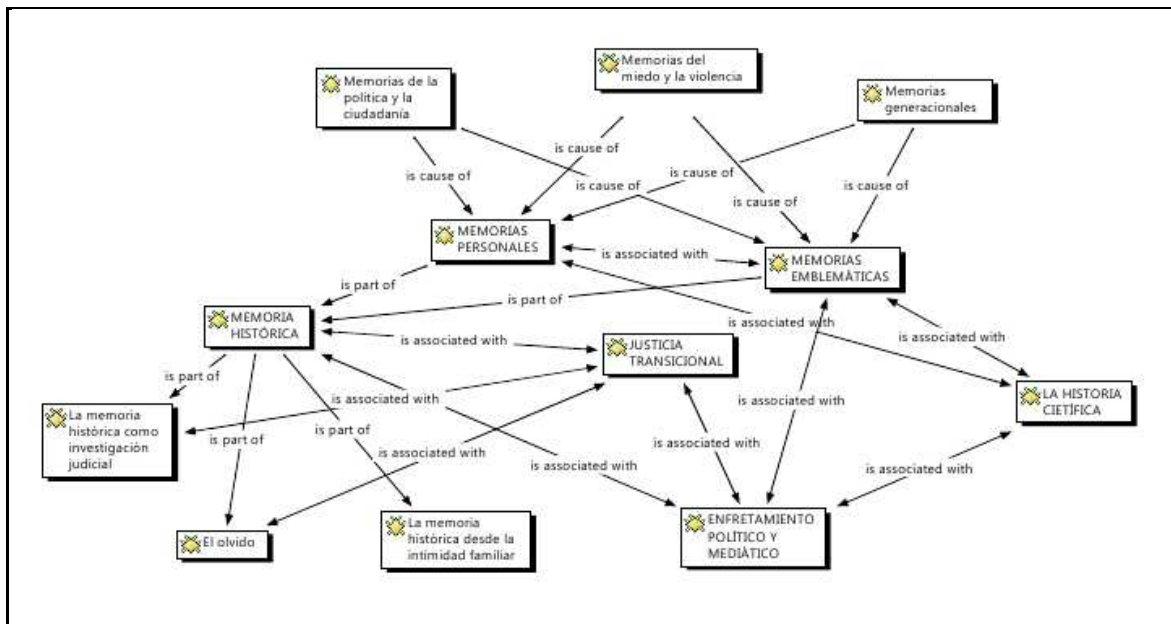 Memorias de la
política y la
ciudadanía
Memorias del
miedo y la violencia
Memorias
generacionales
is cause of
is cause of
is cause of
is cause of
is cause of
is cause of
MEMORIAS
PERSONALES
is associated with
MEMORIAS
EMBLEMÀTICAS
is part of
is part of
MEMORIA
HISTÓRICA
is associated with
JUSTICIA
TRANSICIONAL
is associated with
is associated with
LA HISTORIA
CIETÍFICA
is part of
is associated with
is associated with
La memoria
histórica como
investigación
judicial
is part of
is part of
is associated with
is associated with
is associated with
is associated with
El olvido
La memoria
histórica desde la
intimidad familiar
ENFRETAMIENTO
POLÍTICO Y
MEDIÀTICO